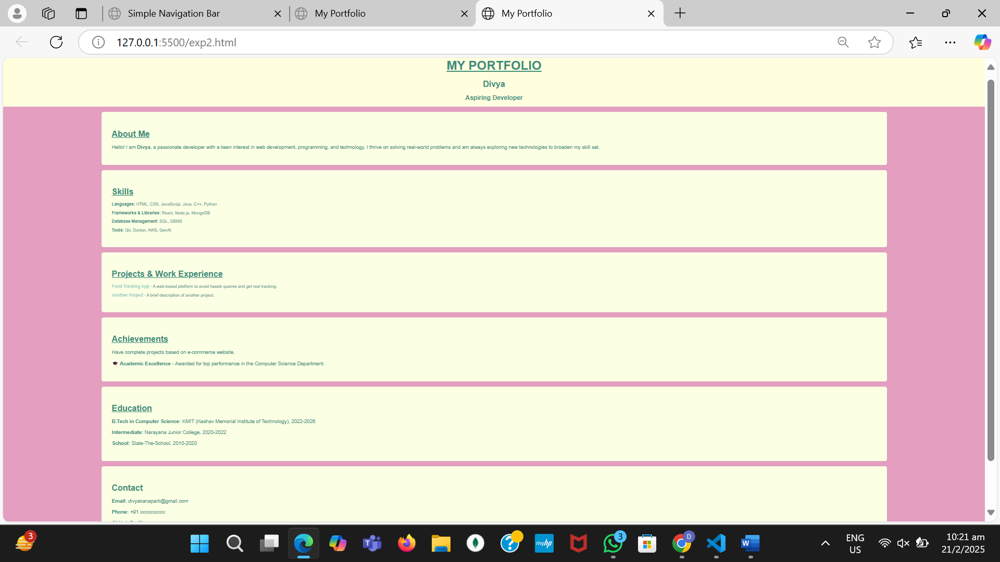 Simple Navigation Bar
My Portfolio
My Portfolio
127.0.0.1:5500/exp2.html
MY PORTFOLIO
Divya
Aspiring Developer
About Me
Hello! I am Divya, a passionate developer with a keen interest in web development, programming, and technology. I thrive on solving real-world problems and am always exploring new technologies to broaden my skill set.
Skills
Languages: HTML, CSS, JavaScript, Java, C++, Python
Frameworks & Libraries: React, Node.js, MongoDB
Database Management: SQL, DBMS
Tools: Git, Docker, AWS, GenAI
Projects & Work Experience
Food Tracking App - A web-based platform to avoid hassle queires and get real tracking.
Another Project - A brief description of another project.
Achievements
Have complete projects based on e-commerce website.
🎓 Academic Excellence - Awarded for top performance in the Computer Science Department.
Education
B.Tech in Computer Science: KMIT (Keshav Memorial Institute of Technology), 2022-2026
Intermediate: Narayana Junior College, 2020-2022
School: Slate-The-School, 2010-2020
Contact
Email: divyakanaparti@gmail.com
Phone: +91 xxxxxxxxxx
3
T
?
myhp
3
D
W
ENG
US
10:21 am
21/2/2025